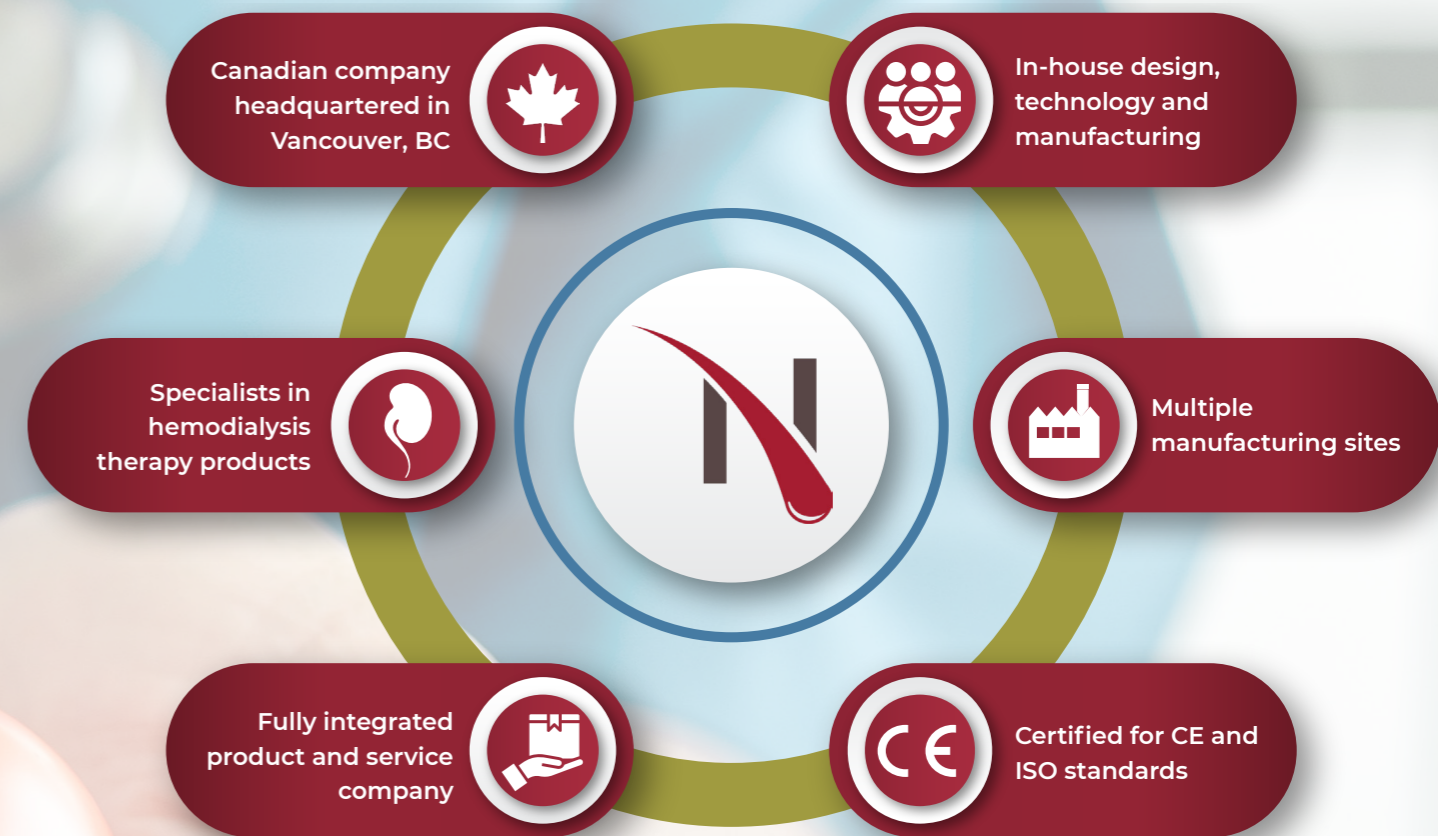 Canadian company
headquartered in
Vancouver, BC
In-house design,
technology and
manufacturing
Specialists in
hemodialysis
therapy products
N
Multiple
manufacturing sites
Fully integrated
product and service
company
CE
Certified for CE and
ISO standards